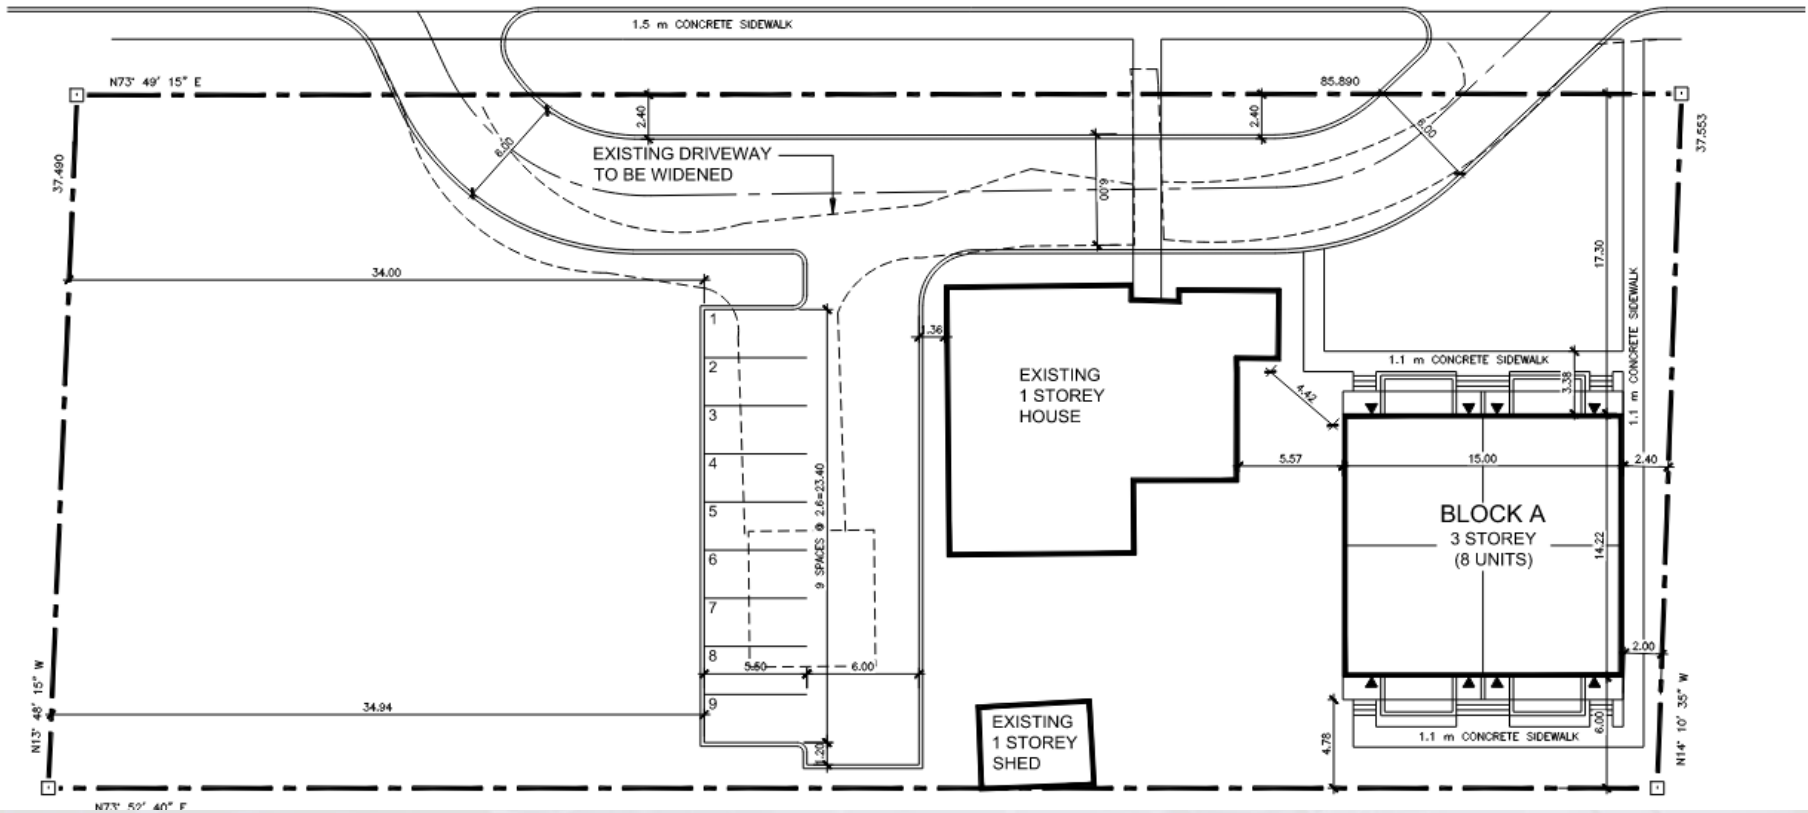 1.5 m CONCRETE SIDEWALK
N73° 49' 15" E
85.890
2.40
2.40
6.00
6.00
37.490
37.553
EXISTING DRIVEWAY
TO BE WIDENED
6.00
34.00
17.30
1.1 m CONCRETE SIDEWALK
1
1.36
2
1.1 m CONCRETE SIDEWALK
3.38
EXISTING
1 STOREY
HOUSE
4.42
3
4
5.57
15.00
2.40
9 SPACES @ 2.6=23.40
5
BLOCK A
3 STOREY
(8 UNITS)
14.22
6
7
8
5.50
6.00
2.00
N13° 48' 15" W
34.94
9
EXISTING
1 STOREY
SHED
1.20
4.78
1.1 m CONCRETE SIDEWALK
6.00
N14° 10' 35" W
N73° 52' 40" E